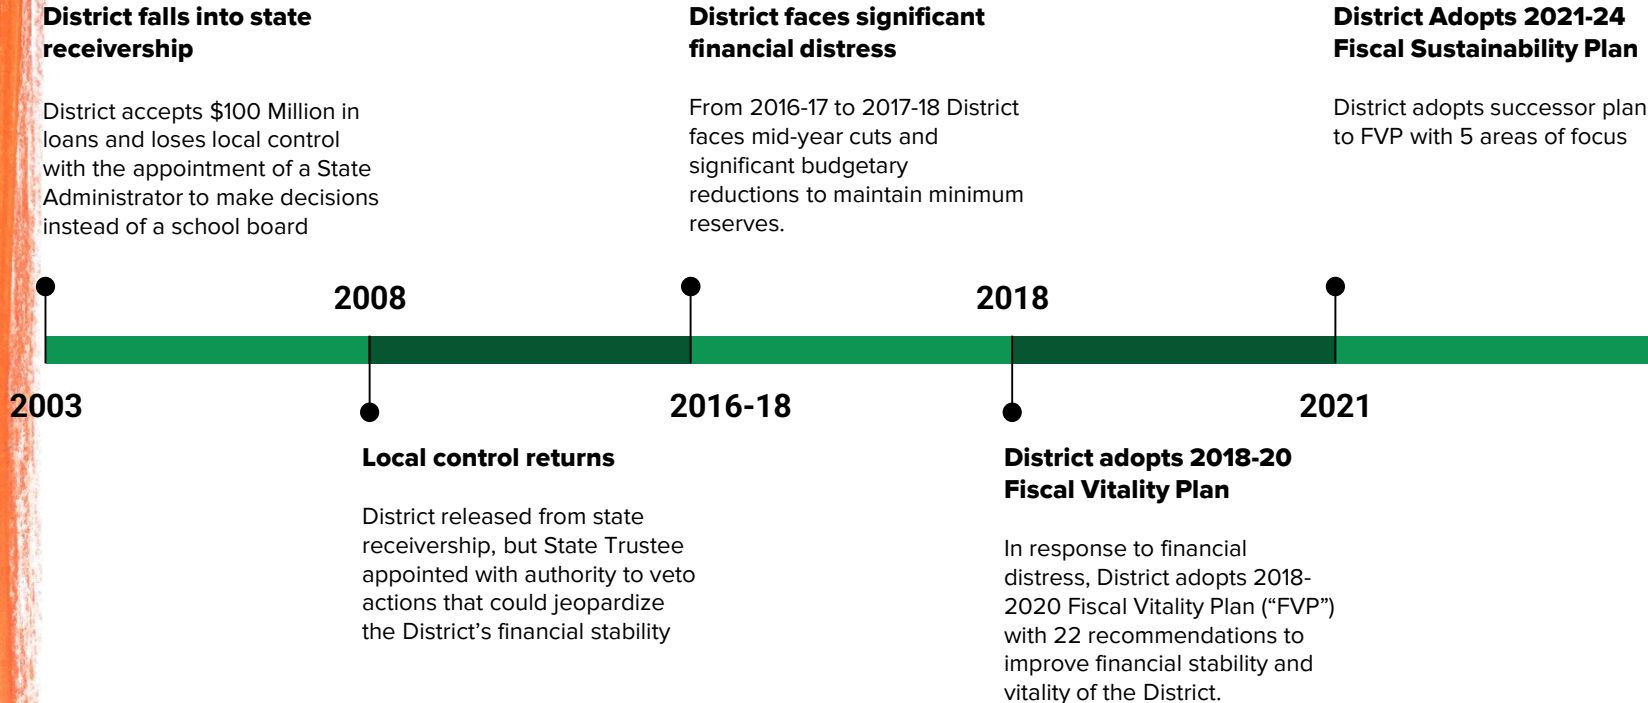 District falls into state
receivership
District accepts $100 Million in
loans and loses local control
with the appointment of a State
Administrator to make decisions
instead of a school board
2003
2008
Local control returns
District released from state
receivership, but State Trustee
appointed with authority to veto
actions that could jeopardize
the District’s financial stability
District faces significant
financial distress
From 2016-17 to 2017-18 District
faces mid-year cuts and
significant budgetary
reductions to maintain minimum
reserves.
2016-18
2018
District adopts 2018-20
Fiscal Vitality Plan
In response to financial
distress, District adopts 2018-
2020 Fiscal Vitality Plan (“FVP”)
with 22 recommendations to
improve financial stability and
vitality of the District.
District Adopts 2021-24
Fiscal Sustainability Plan
District adopts successor plan
to FVP with 5 areas of focus
2021